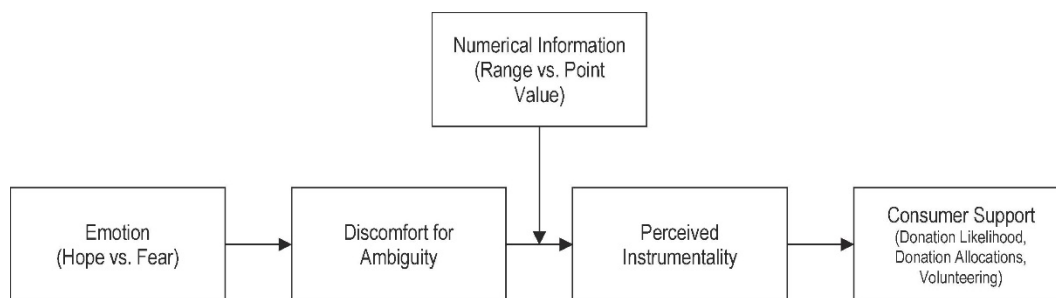 Numerical Information
(Range vs. Point
Value)
Emotion
(Hope vs. Fear)
Discomfort for
Ambiguity
Perceived
Instrumentality
Consumer Support
(Donation Likelihood,
Donation Allocations,
Volunteering)